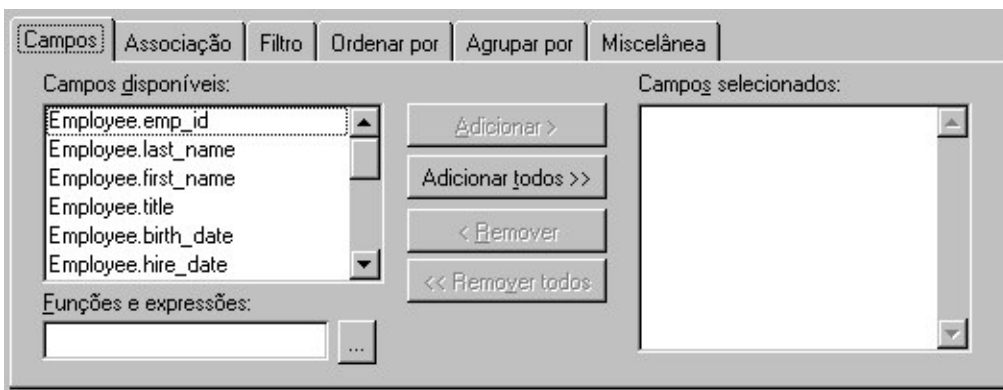 Campos Associação Filtro Ordenar por Agrupar por Miscelânea
Campos disponíveis:
Employee.emp_id
Employee.last_name
Employee.first_name
Employee.title
Employee.birth_date
Employee.hire_date
Funções e expressões:
...
Adicionar >
Adicionar todos >>
< Remover
<< Remover todos
Campos selecionados: